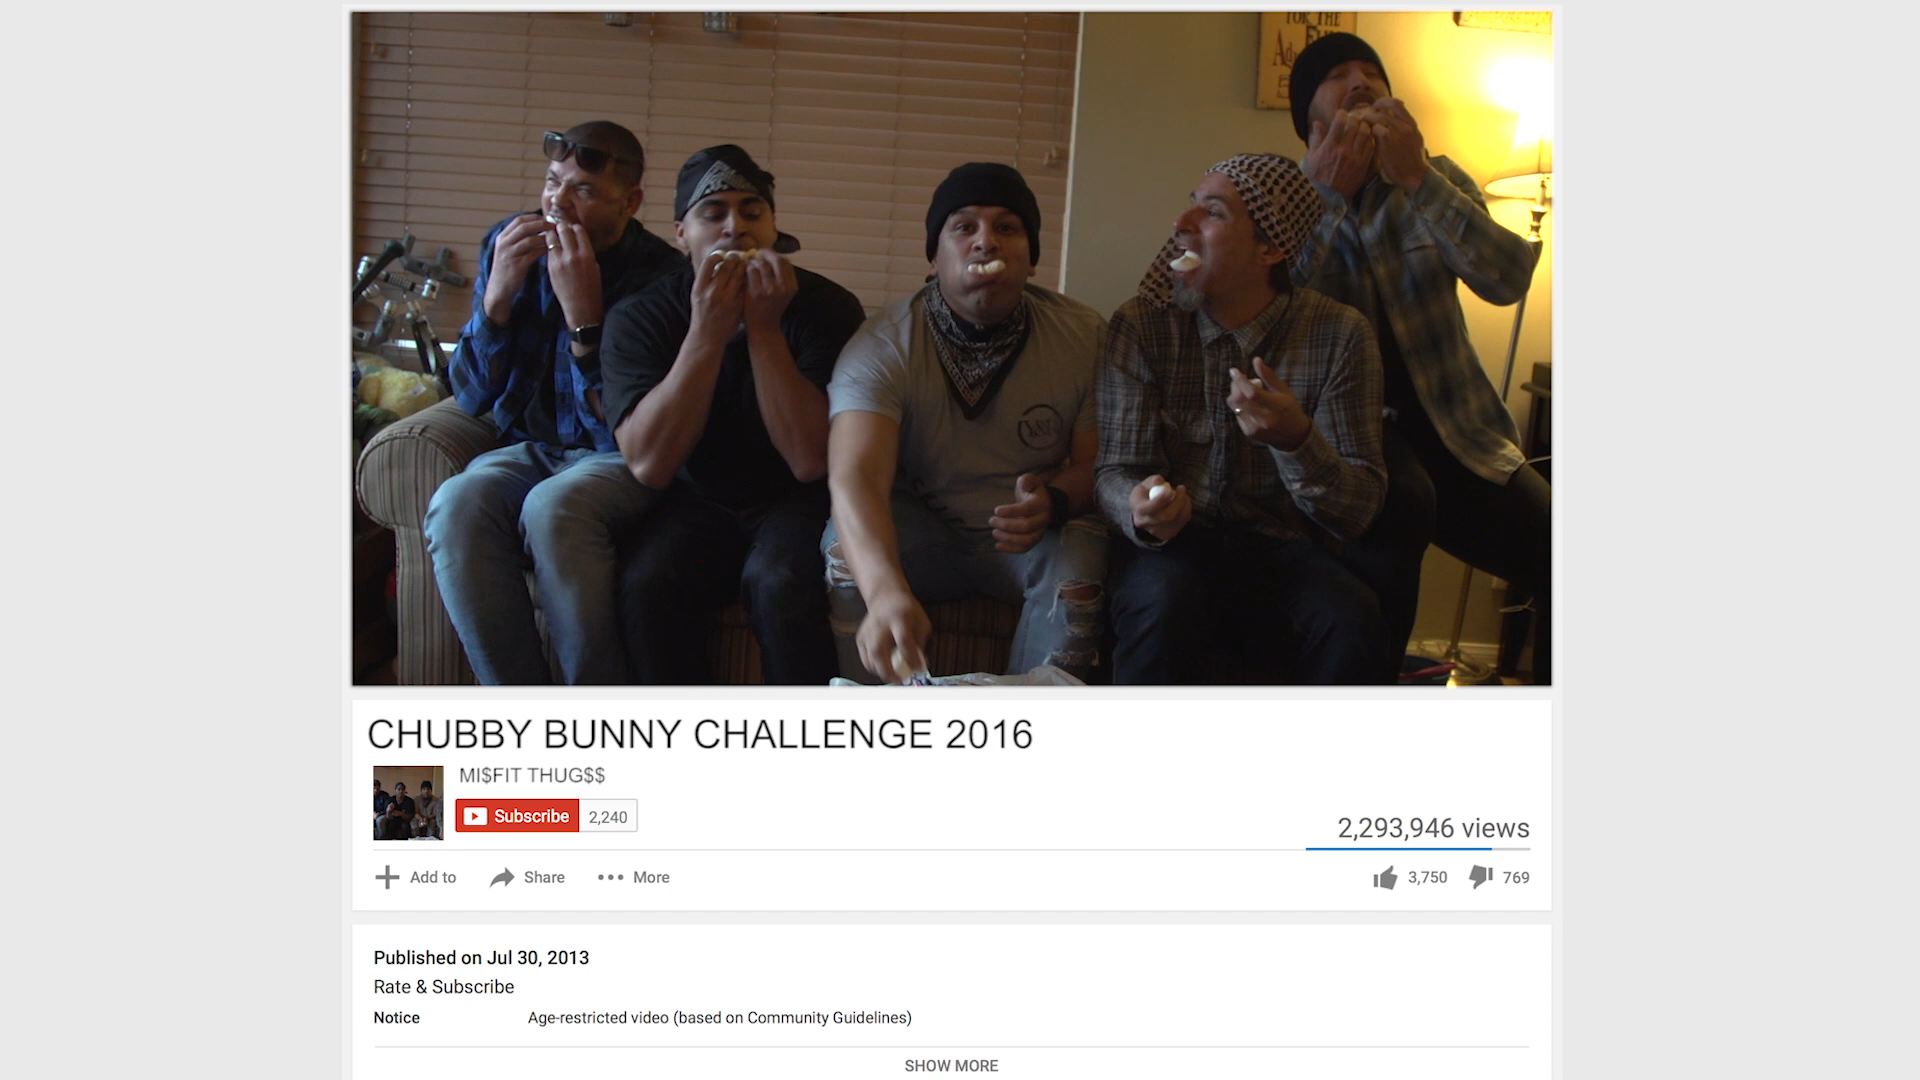 FOR THE
CHUBBY BUNNY CHALLENGE 2016
MI$FIT THUG$$
Subscribe 2,240
2,293,946 views
Add to Share More 3,750 769
Published on Jul 30, 2013
Rate & Subscribe
Notice Age-restricted video (based on Community Guidelines)
SHOW MORE